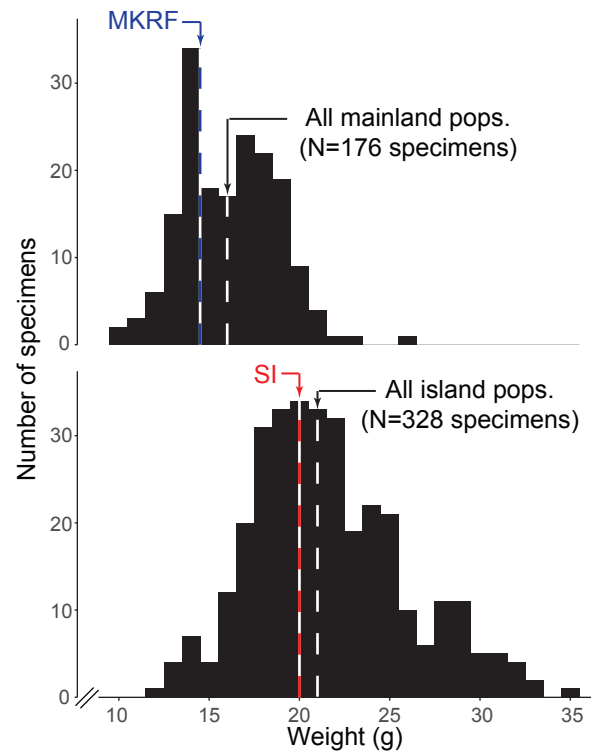 MKRF
All mainland pops.
(N=176 specimens)
30
20
10
0
Number of specimens
SI
All island pops.
(N=328 specimens)
30
20
10
0
10 15 20 25 30 35
Weight (g)